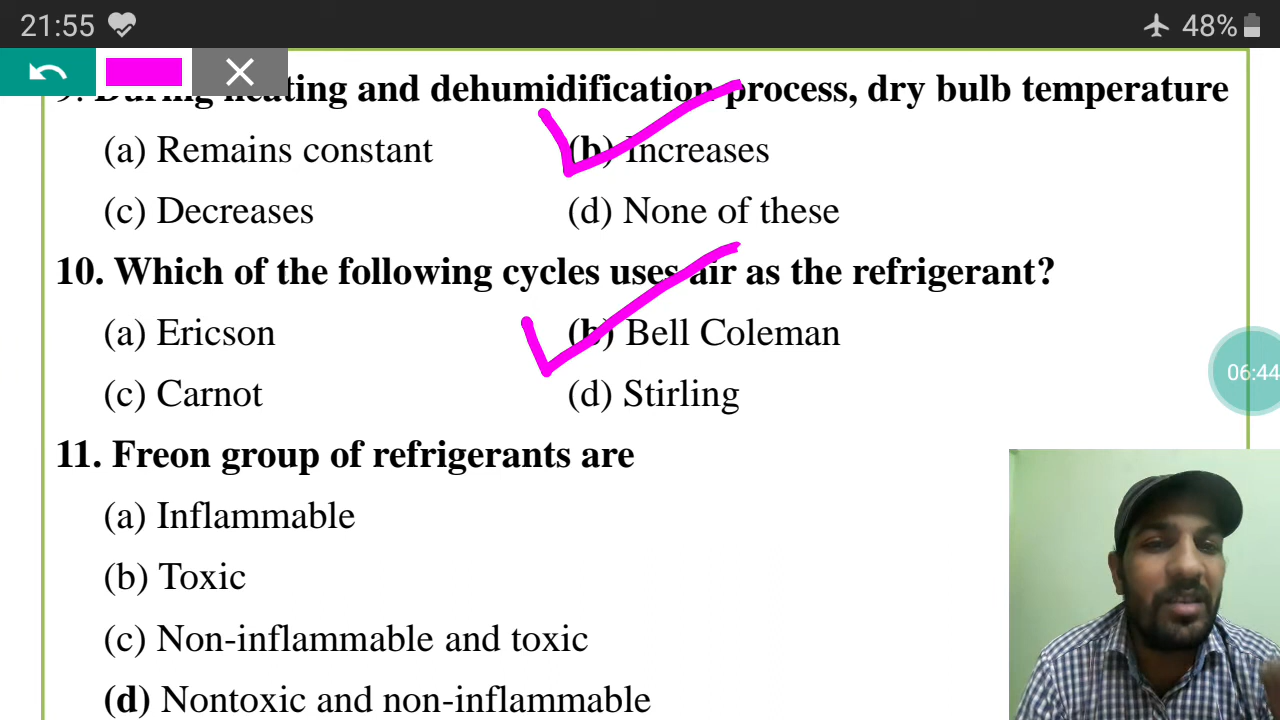 21:55 48%
9. During heating and dehumidification process, dry bulb temperature
(a) Remains constant (b) Increases
(c) Decreases (d) None of these
10. Which of the following cycles uses air as the refrigerant?
(a) Ericson (b) Bell Coleman
(c) Carnot (d) Stirling
06:44
11. Freon group of refrigerants are
(a) Inflammable
(b) Toxic
(c) Non-inflammable and toxic
(d) Nontoxic and non-inflammable